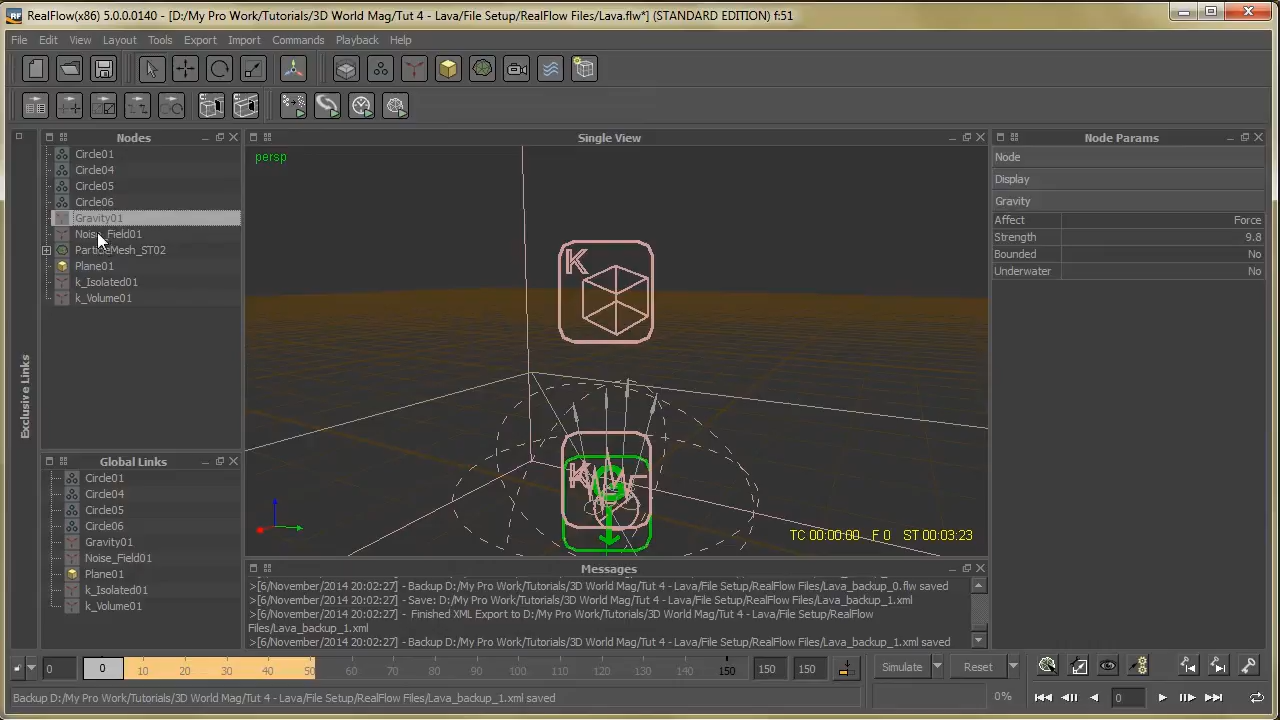 RealFlow(x86) 5.0.0.0140 - [D:/My Pro Work/Tutorials/3D World Mag/Tut 4 - Lava/File Setup/RealFlow Files/Lava.flw*] (STANDARD EDITION) f:51
File Edit View Layout Tools Export Import Commands Playback Help
Nodes
Single View
Node Params
Circle01
Circle04
Circle05
Circle06
Gravity01
Noise_Field01
ParticleMesh_ST02
Plane01
k_Isolated01
k_Volume01
persp
K
K
TC 00:00:00 F 0 ST 00:03:23
Node
Display
Gravity
Affect Force
Strength 9.8
Bounded No
Underwater No
Exclusive Links
Global Links
Circle01
Circle04
Circle05
Circle06
Gravity01
Noise_Field01
Plane01
k_Isolated01
k_Volume01
Messages
>[6/November/2014 20:02:27] - Backup D:/My Pro Work/Tutorials/3D World Mag/Tut 4 - Lava/File Setup/RealFlow Files/Lava_backup_0.flw saved
>[6/November/2014 20:02:27] - Save: D:/My Pro Work/Tutorials/3D World Mag/Tut 4 - Lava/File Setup/RealFlow Files/Lava_backup_1.xml
>[6/November/2014 20:02:27] - Finished XML Export to D:/My Pro Work/Tutorials/3D World Mag/Tut 4 - Lava/File Setup/RealFlow
Files/Lava_backup_1.xml
>[6/November/2014 20:02:27] - Backup D:/My Pro Work/Tutorials/3D World Mag/Tut 4 - Lava/File Setup/RealFlow Files/Lava_backup_1.xml saved
0 0 10 20 30 40 50 60 70 80 90 100 110 120 130 140 150 150 150
Simulate Reset
Backup D:/My Pro Work/Tutorials/3D World Mag/Tut 4 - Lava/File Setup/RealFlow Files/Lava_backup_1.xml saved
0% 0